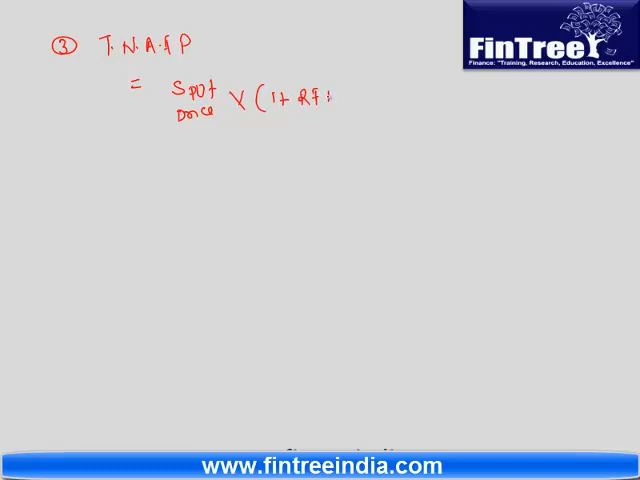 ③ T.N.A.F P
= Spot Price × (1+ RF
FinTree
Finance: "Training, Research, Education, Excellence"
www.fintreeindia.com